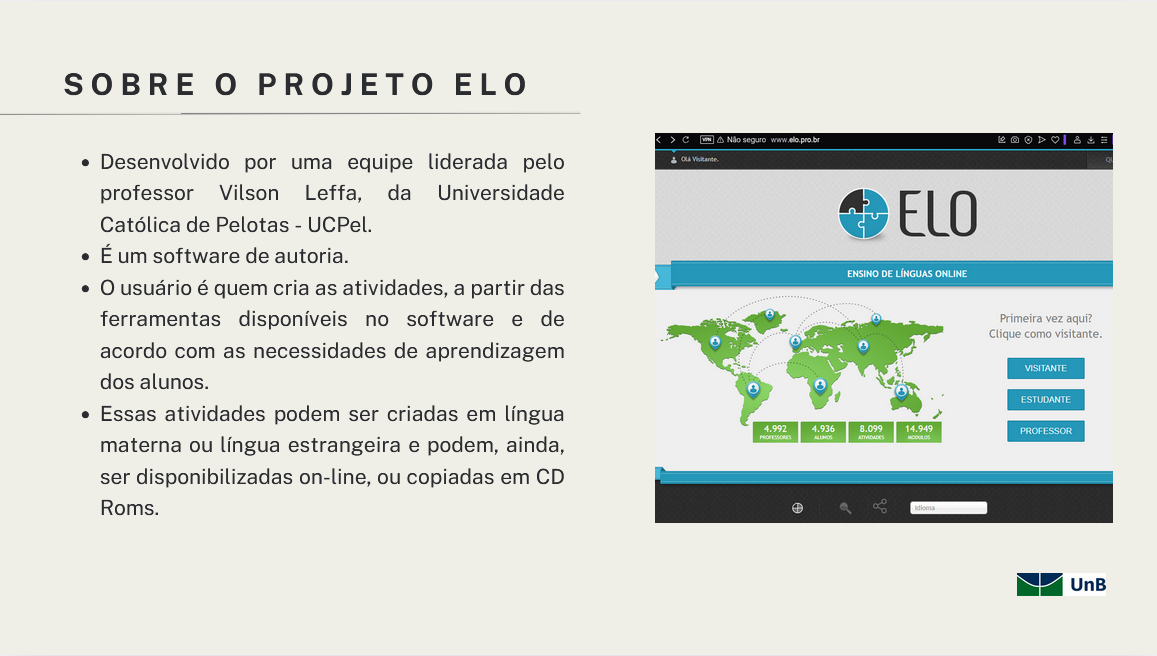 SOBRE O PROJETO ELO
Desenvolvido por uma equipe liderada pelo
professor Vilson Leffa, da Universidade
Católica de Pelotas - UCPel.
É um software de autoria.
O usuário é quem cria as atividades, a partir das
ferramentas disponíveis no software e de
acordo com as necessidades de aprendizagem
dos alunos.
Essas atividades podem ser criadas em língua
materna ou língua estrangeira e podem, ainda,
ser disponibilizadas on-line, ou copiadas em CD
Roms.
VPN Não seguro www.elo.pro.br
Olá Visitante.
QU
ELO
ENSINO DE LÍNGUAS ONLINE
Primeira vez aqui?
Clique como visitante.
VISITANTE
ESTUDANTE
PROFESSOR
4.992 4.936 8.099 14.949
PROFESSORES ALUNOS ATIVIDADES MÓDULOS
Idioma
UnB